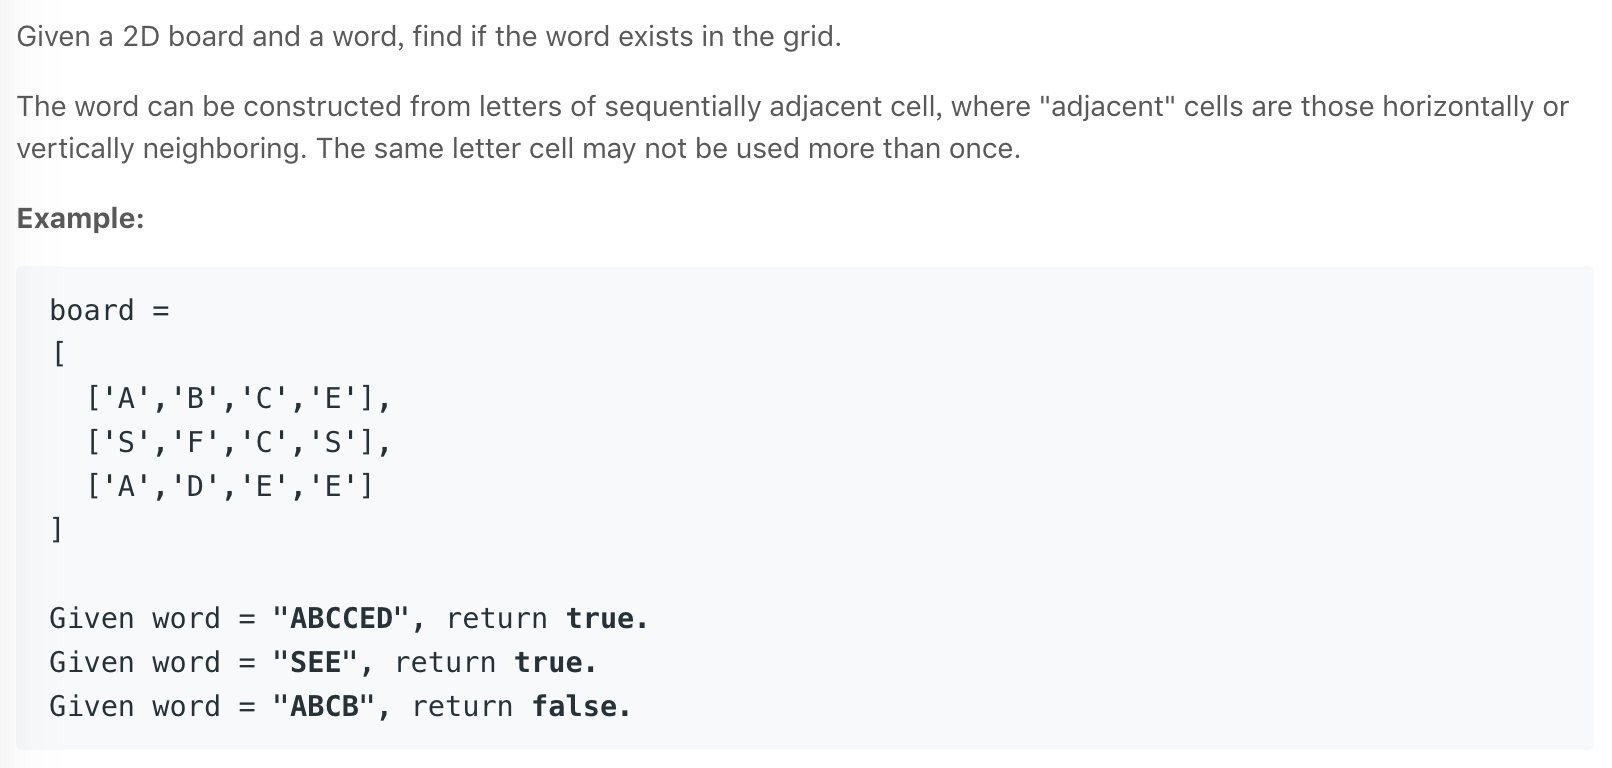 Given a 2D board and a word, find if the word exists in the grid.
The word can be constructed from letters of sequentially adjacent cell, where "adjacent" cells are those horizontally or
vertically neighboring. The same letter cell may not be used more than once.
Example:
board =
[
  ['A','B','C','E'],
  ['S','F','C','S'],
  ['A','D','E','E']
]
Given word = "ABCCED", return true.
Given word = "SEE", return true.
Given word = "ABCB", return false.